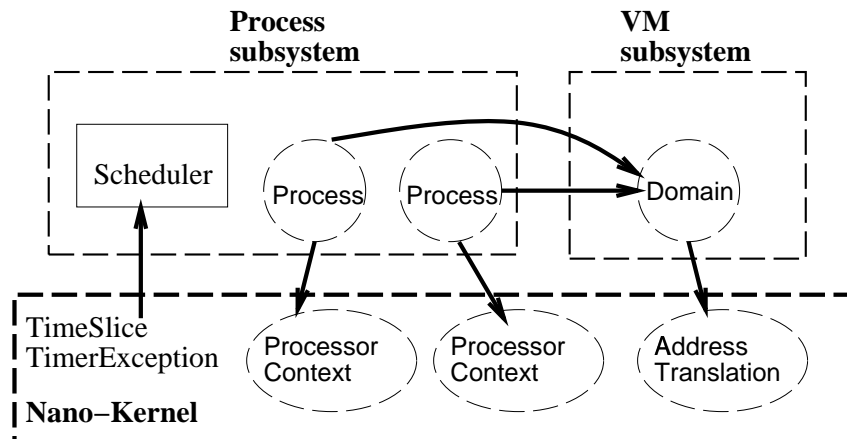 Process
subsystem
VM
subsystem
Scheduler
Process
Process
Domain
TimeSlice
TimerException
Processor
Context
Processor
Context
Address
Translation
Nano−Kernel